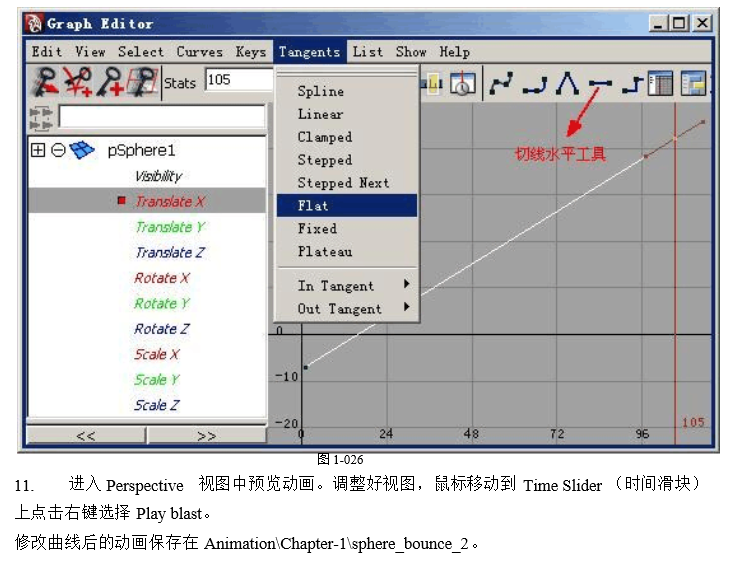 Graph Editor
Edit View Select Curves Keys Tangents List Show Help
Stats 105
Spline
Linear
Clamped
Stepped
Stepped Next
Flat
Fixed
Plateau
In Tangent
Out Tangent
切线水平工具
pSphere1
Visibility
Translate X
Translate Y
Translate Z
Rotate X
Rotate Y
Rotate Z
Scale X
Scale Y
Scale Z
<< >>
0
-10
-20
0 24 48 72 96
105
图 1-026
11. 进入 Perspective 视图中预览动画。调整好视图，鼠标移动到 Time Slider （时间滑块）
上点击右键选择 Play blast。
修改曲线后的动画保存在 Animation\Chapter-1\sphere_bounce_2。